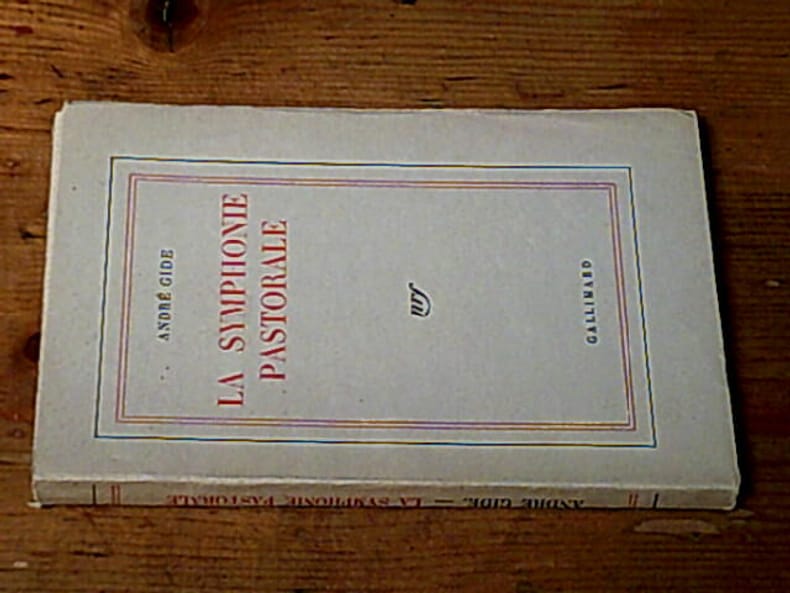 ANDRÉ GIDE
LA SYMPHONIE
PASTORALE
nrf
GALLIMARD
ANDRÉ GIDE. — LA SYMPHONIE PASTORALE